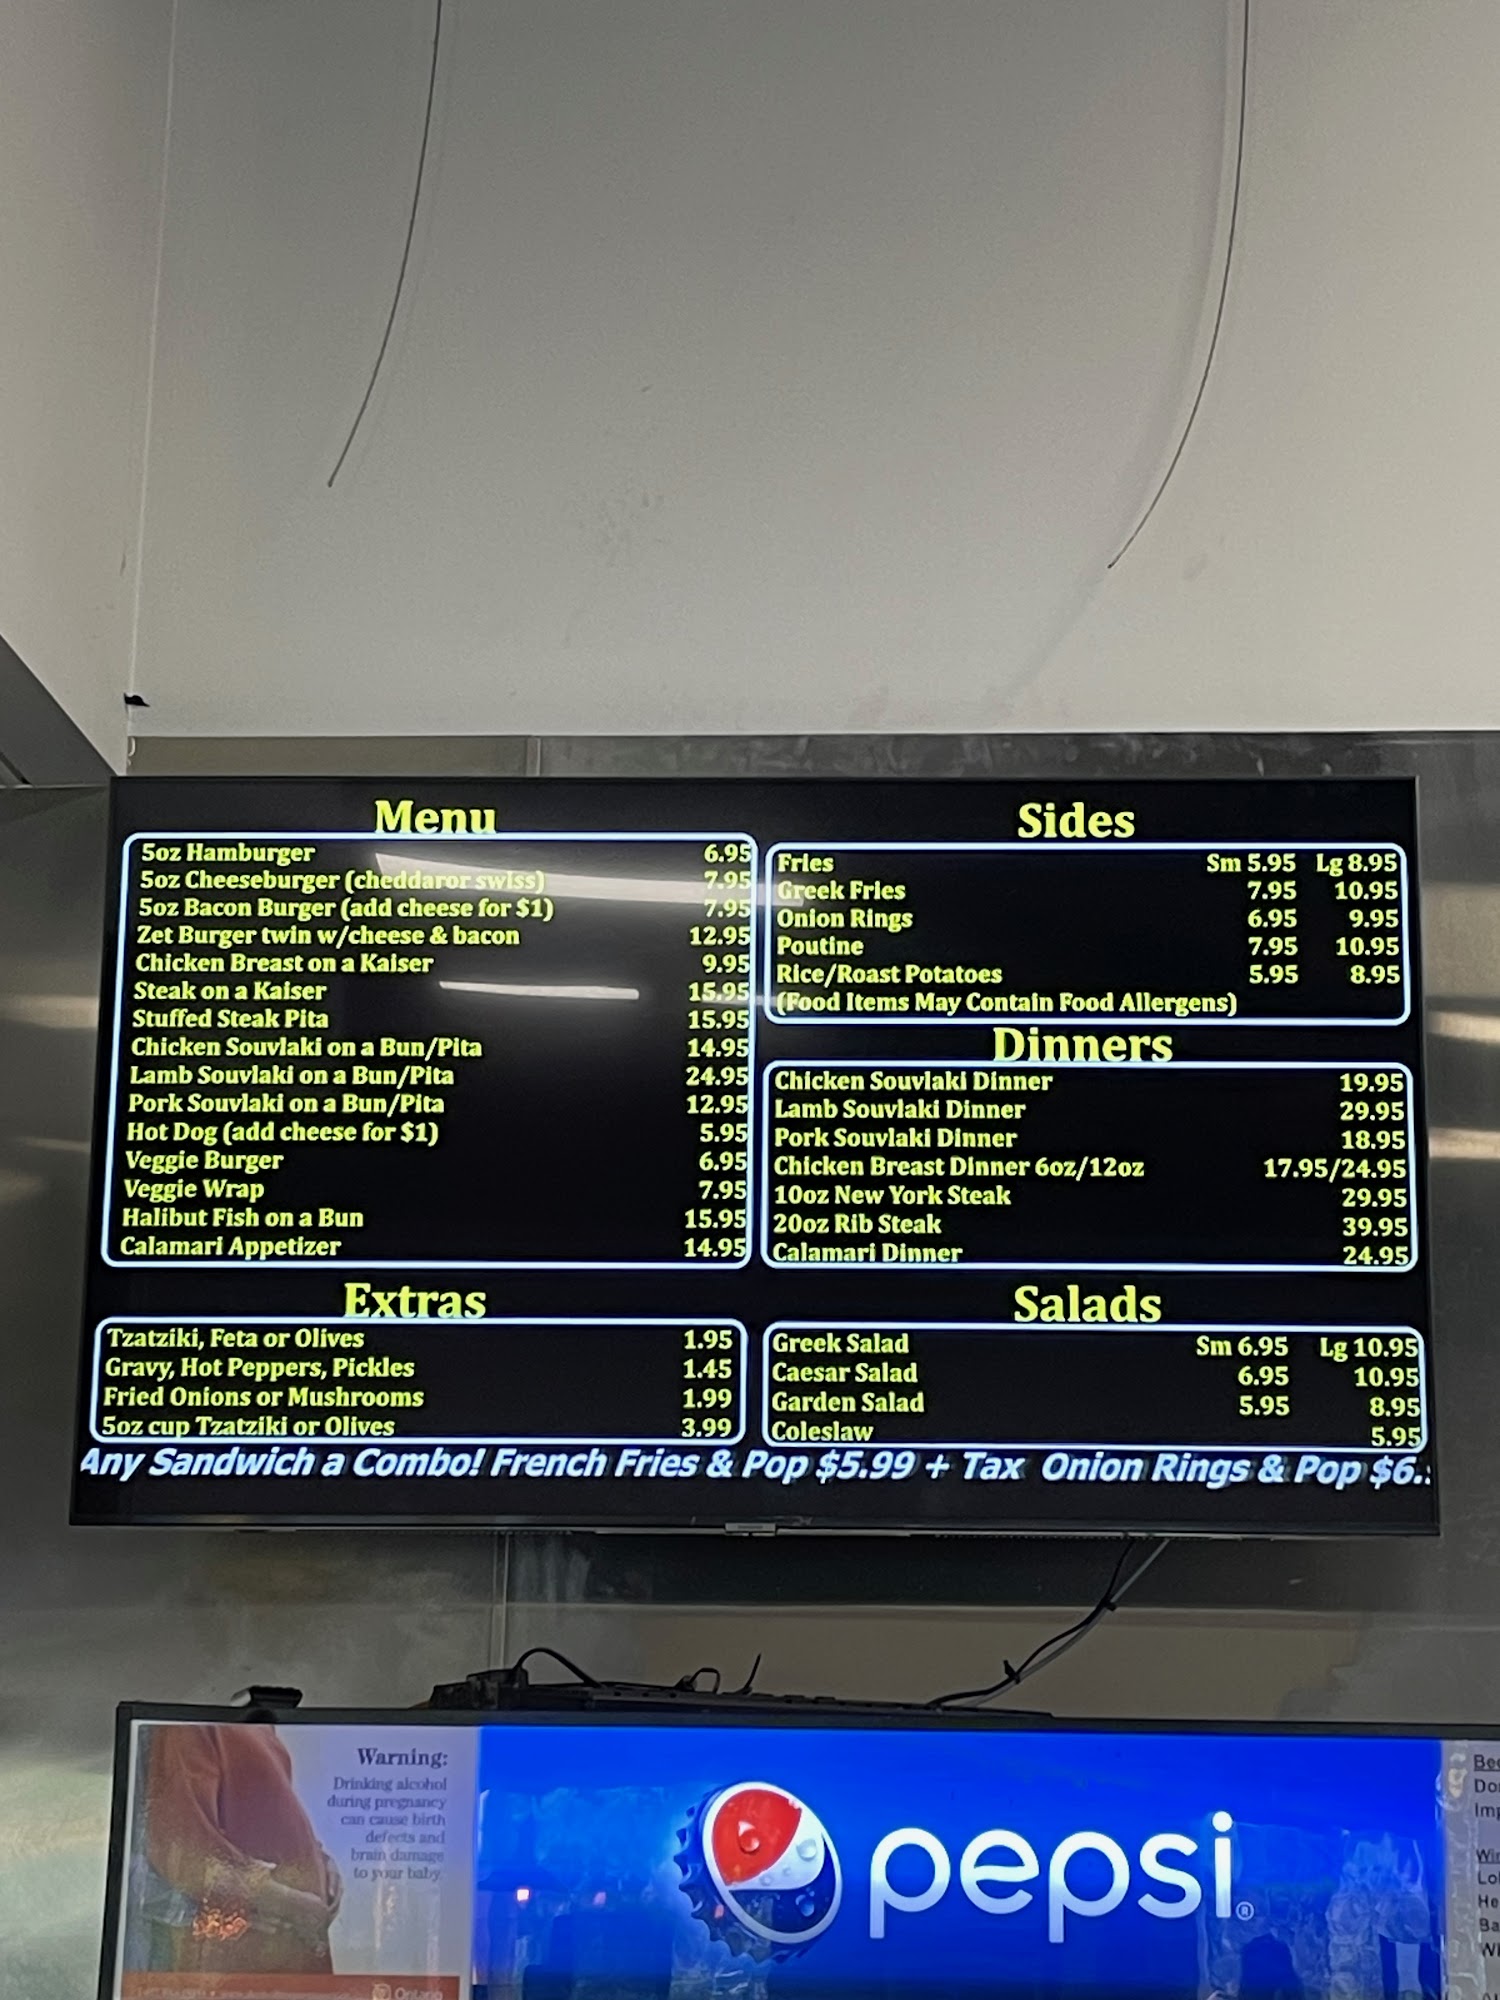 Menu
5oz Hamburger 6.95
5oz Cheeseburger (cheddaror swiss) 7.95
5oz Bacon Burger (add cheese for $1) 7.95
Zet Burger twin w/cheese & bacon 12.95
Chicken Breast on a Kaiser 9.95
Steak on a Kaiser 15.95
Stuffed Steak Pita 15.95
Chicken Souvlaki on a Bun/Pita 14.95
Lamb Souvlaki on a Bun/Pita 24.95
Pork Souvlaki on a Bun/Pita 12.95
Hot Dog (add cheese for $1) 5.95
Veggie Burger 6.95
Veggie Wrap 7.95
Halibut Fish on a Bun 15.95
Calamari Appetizer 14.95
Extras
Tzatziki, Feta or Olives 1.95
Gravy, Hot Peppers, Pickles 1.45
Fried Onions or Mushrooms 1.99
5oz cup Tzatziki or Olives 3.99
Sides
Fries Sm 5.95 Lg 8.95
Greek Fries 7.95 10.95
Onion Rings 6.95 9.95
Poutine 7.95 10.95
Rice/Roast Potatoes 5.95 8.95
(Food Items May Contain Food Allergens)
Dinners
Chicken Souvlaki Dinner 19.95
Lamb Souvlaki Dinner 29.95
Pork Souvlaki Dinner 18.95
Chicken Breast Dinner 6oz/12oz 17.95/24.95
10oz New York Steak 29.95
20oz Rib Steak 39.95
Calamari Dinner 24.95
Salads
Greek Salad Sm 6.95 Lg 10.95
Caesar Salad 6.95 10.95
Garden Salad 5.95 8.95
Coleslaw 5.95
Any Sandwich a Combo! French Fries & Pop $5.99 + Tax Onion Rings & Pop $6.
Warning:
Drinking alcohol
during pregnancy
can cause birth
defects and
brain damage
to your baby.
Ontario
pepsi